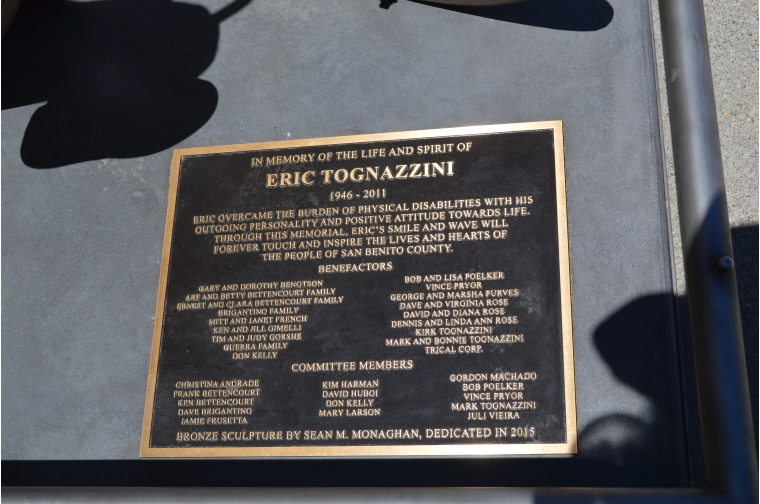 IN MEMORY OF THE LIFE AND SPIRIT OF
ERIC TOGNAZZINI
1946 - 2011
ERIC OVERCAME THE BURDEN OF PHYSICAL DISABILITIES WITH HIS
OUTGOING PERSONALITY AND POSITIVE ATTITUDE TOWARDS LIFE.
THROUGH THIS MEMORIAL, ERIC'S SMILE AND WAVE WILL
FOREVER TOUCH AND INSPIRE THE LIVES AND HEARTS OF
THE PEOPLE OF SAN BENITO COUNTY.
BENEFACTORS
GARY AND DOROTHY BENGTSON
ART AND BETTY BETTENCOURT FAMILY
ERNEST AND CLARA BETTENCOURT FAMILY
BRIGANTINO FAMILY
MITT AND JANET FRENCH
KEN AND JILL GIMELLI
TIM AND JUDY GORSHE
GUERRA FAMILY
DON KELLY
BOB AND LISA POELKER
VINCE PRYOR
GEORGE AND MARSHA PURVES
DAVE AND VIRGINIA ROSE
DAVID AND DIANA ROSE
DENNIS AND LINDA ANN ROSE
KIRK TOGNAZZINI
MARK AND BONNIE TOGNAZZINI
TRICAL CORP.
COMMITTEE MEMBERS
CHRISTINA ANDRADE
FRANK BETTENCOURT
KEN BETTENCOURT
DAVE BRIGANTINO
JAMIE FRUSETTA
KIM HARMAN
DAVID HUBOI
DON KELLY
MARY LARSON
GORDON MACHADO
BOB POELKER
VINCE PRYOR
MARK TOGNAZZINI
JULI VIEIRA
BRONZE SCULPTURE BY SEAN M. MONAGHAN, DEDICATED IN 2015